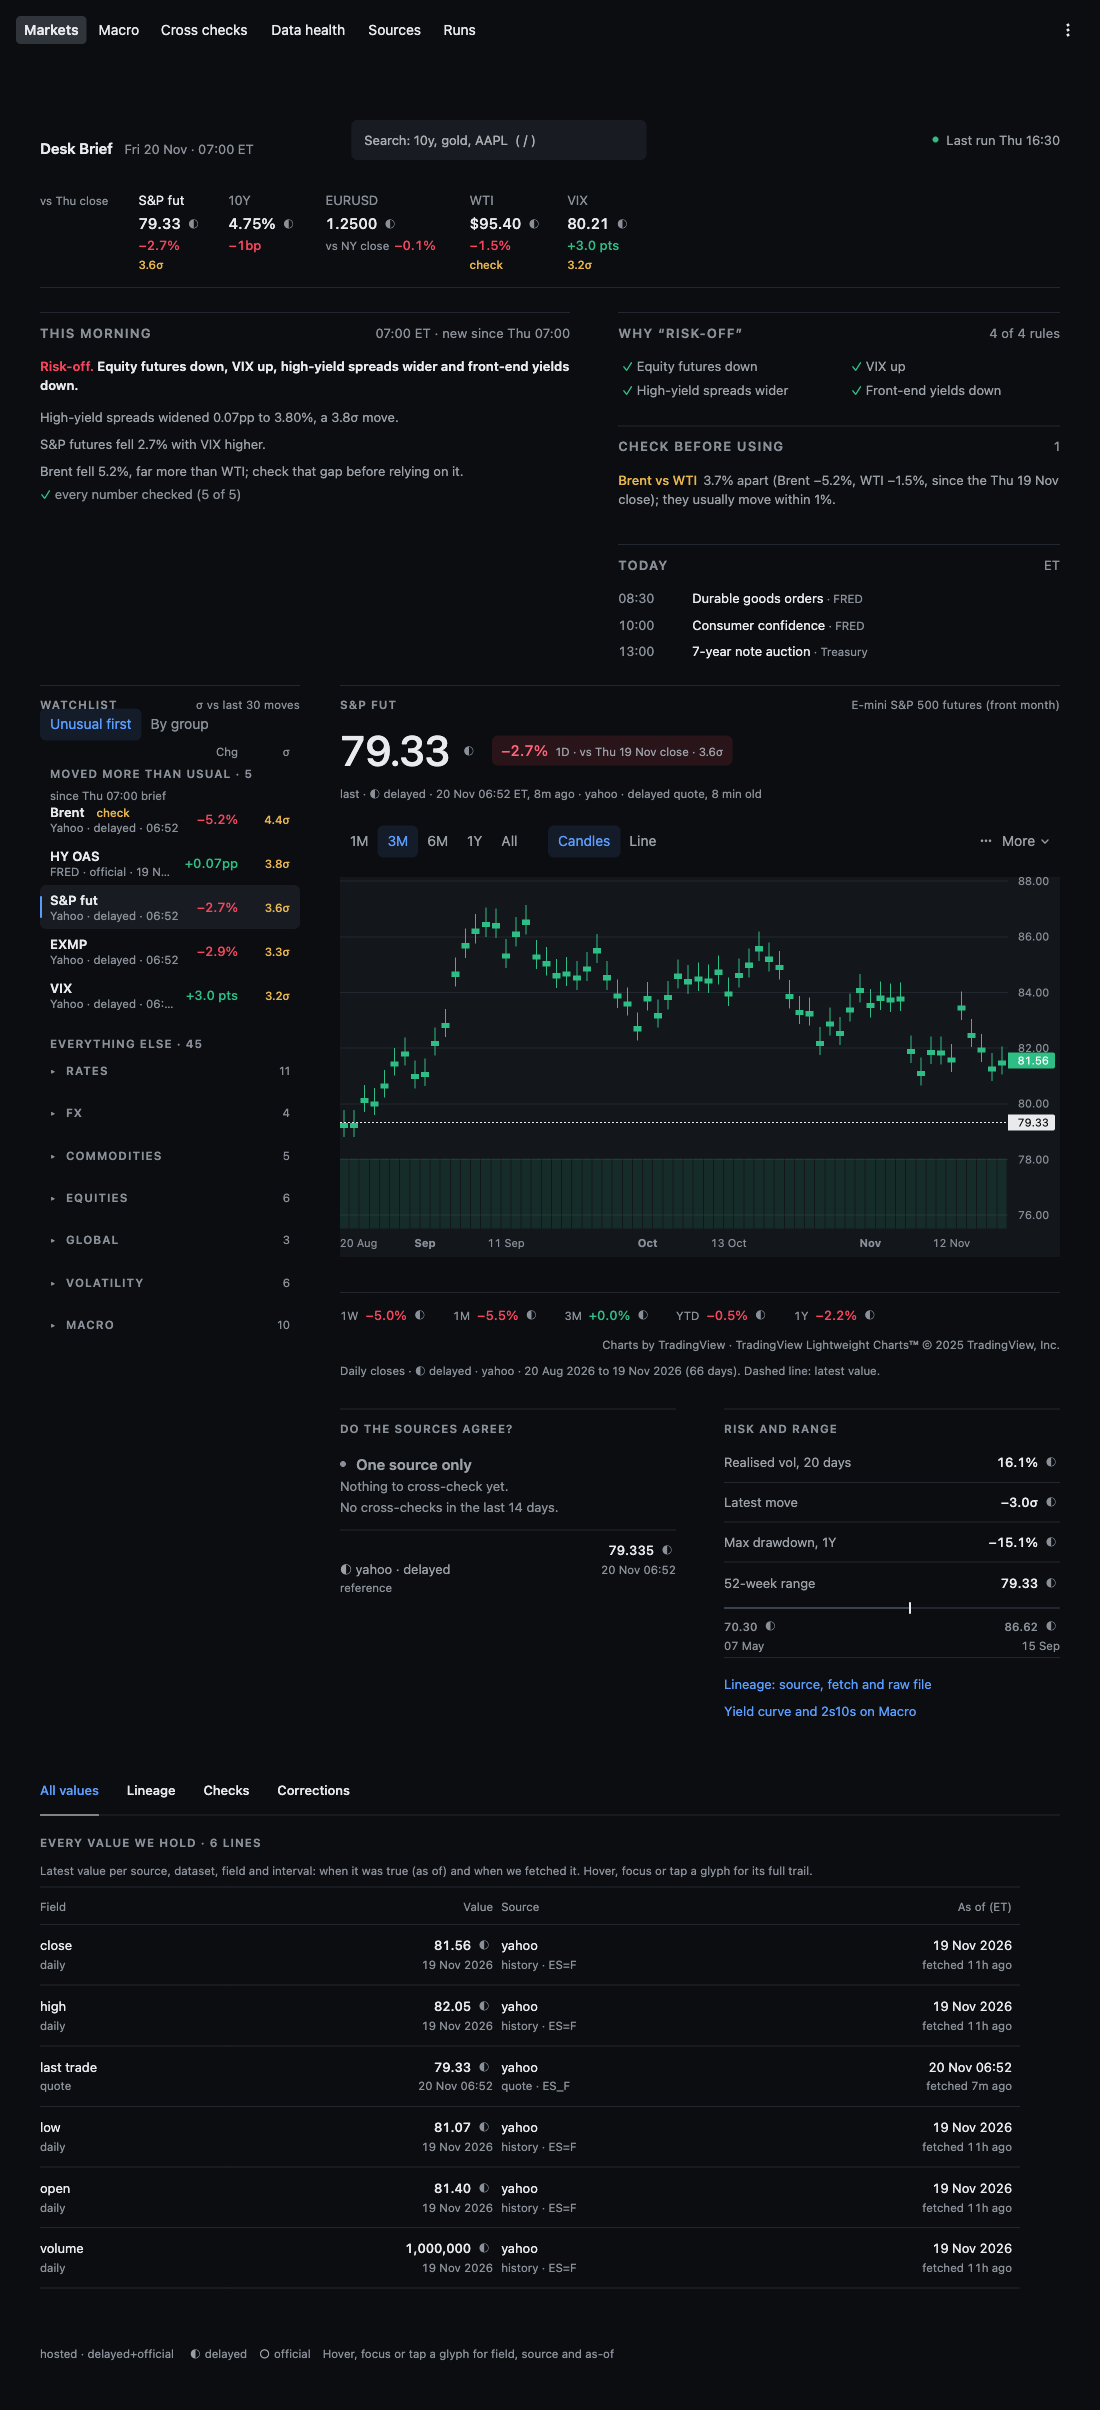 Markets Macro Cross checks Data health Sources Runs
Desk Brief Fri 20 Nov · 07:00 ET
Search: 10y, gold, AAPL ( / )
Last run Thu 16:30
vs Thu close
S&P fut 10Y EURUSD WTI VIX
79.33 4.75% 1.2500 $95.40 80.21
−2.7% −1bp vs NY close −0.1% −1.5% +3.0 pts
3.6σ check 3.2σ
THIS MORNING 07:00 ET · new since Thu 07:00
Risk-off. Equity futures down, VIX up, high-yield spreads wider and front-end yields
down.
High-yield spreads widened 0.07pp to 3.80%, a 3.8σ move.
S&P futures fell 2.7% with VIX higher.
Brent fell 5.2%, far more than WTI; check that gap before relying on it.
✓ every number checked (5 of 5)
WHY “RISK-OFF” 4 of 4 rules
✓ Equity futures down ✓ VIX up
✓ High-yield spreads wider ✓ Front-end yields down
CHECK BEFORE USING 1
Brent vs WTI 3.7% apart (Brent −5.2%, WTI −1.5%, since the Thu 19 Nov
close); they usually move within 1%.
TODAY ET
08:30 Durable goods orders · FRED
10:00 Consumer confidence · FRED
13:00 7-year note auction · Treasury
WATCHLIST σ vs last 30 moves
Unusual first By group
Chg σ
MOVED MORE THAN USUAL · 5
since Thu 07:00 brief
Brent check −5.2% 4.4σ
Yahoo · delayed · 06:52
HY OAS +0.07pp 3.8σ
FRED · official · 19 N...
S&P fut −2.7% 3.6σ
Yahoo · delayed · 06:52
EXMP −2.9% 3.3σ
Yahoo · delayed · 06:52
VIX +3.0 pts 3.2σ
Yahoo · delayed · 06:...
EVERYTHING ELSE · 45
RATES 11
FX 4
COMMODITIES 5
EQUITIES 6
GLOBAL 3
VOLATILITY 6
MACRO 10
S&P FUT E-mini S&P 500 futures (front month)
79.33 −2.7% 1D · vs Thu 19 Nov close · 3.6σ
last · delayed · 20 Nov 06:52 ET, 8m ago · yahoo · delayed quote, 8 min old
1M 3M 6M 1Y All Candles Line ··· More
88.00
86.00
84.00
82.00
81.56
80.00
79.33
78.00
76.00
20 Aug Sep 11 Sep Oct 13 Oct Nov 12 Nov
1W −5.0% 1M −5.5% 3M +0.0% YTD −0.5% 1Y −2.2%
Charts by TradingView · TradingView Lightweight Charts™ © 2025 TradingView, Inc.
Daily closes · delayed · yahoo · 20 Aug 2026 to 19 Nov 2026 (66 days). Dashed line: latest value.
DO THE SOURCES AGREE?
One source only
Nothing to cross-check yet.
No cross-checks in the last 14 days.
79.335
yahoo · delayed 20 Nov 06:52
reference
RISK AND RANGE
Realised vol, 20 days 16.1%
Latest move −3.0σ
Max drawdown, 1Y −15.1%
52-week range 79.33
70.30 86.62
07 May 15 Sep
Lineage: source, fetch and raw file
Yield curve and 2s10s on Macro
All values Lineage Checks Corrections
EVERY VALUE WE HOLD · 6 LINES
Latest value per source, dataset, field and interval: when it was true (as of) and when we fetched it. Hover, focus or tap a glyph for its full trail.
Field Value Source As of (ET)
close 81.56 yahoo 19 Nov 2026
daily 19 Nov 2026 history · ES=F fetched 11h ago
high 82.05 yahoo 19 Nov 2026
daily 19 Nov 2026 history · ES=F fetched 11h ago
last trade 79.33 yahoo 20 Nov 06:52
quote 20 Nov 06:52 quote · ES_F fetched 7m ago
low 81.07 yahoo 19 Nov 2026
daily 19 Nov 2026 history · ES=F fetched 11h ago
open 81.40 yahoo 19 Nov 2026
daily 19 Nov 2026 history · ES=F fetched 11h ago
volume 1,000,000 yahoo 19 Nov 2026
daily 19 Nov 2026 history · ES=F fetched 11h ago
hosted · delayed+official delayed official Hover, focus or tap a glyph for field, source and as-of